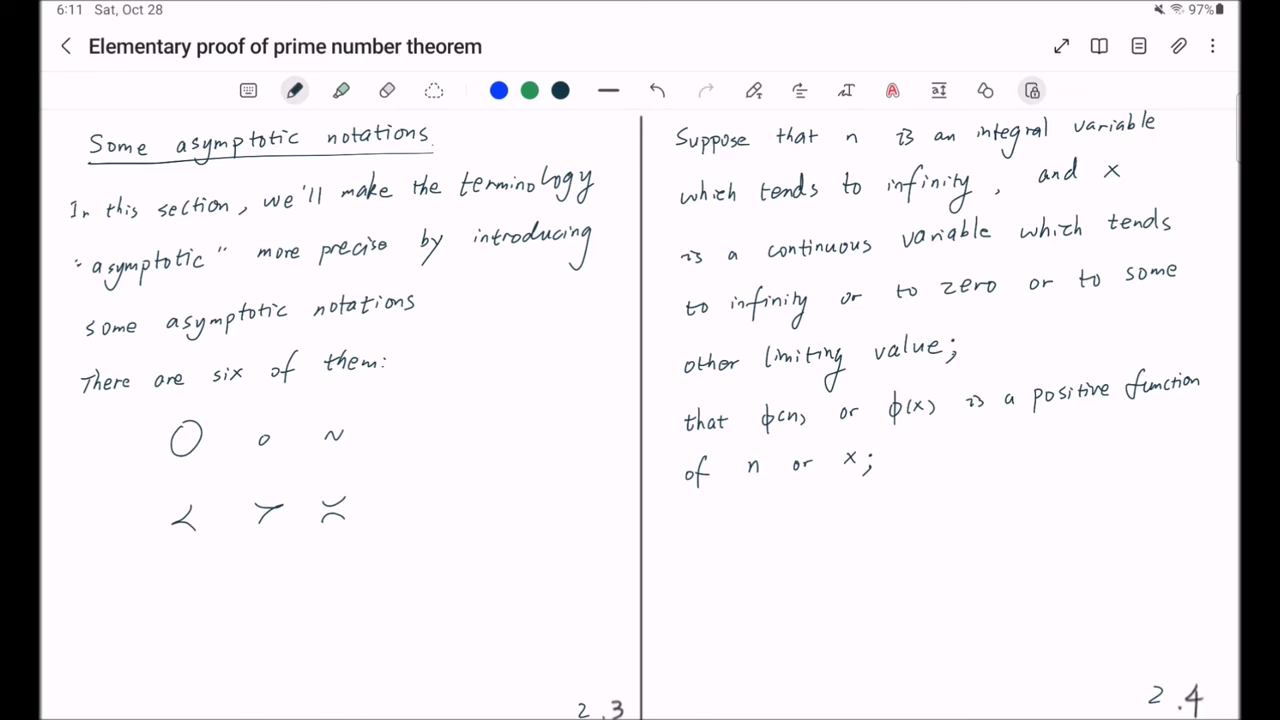 6:11 Sat, Oct 28
97%
Elementary proof of prime number theorem
Some asymptotic notations.
In this section, we'll make the terminology
"asymptotic" more precise by introducing
some asymptotic notations
There are six of them:
O o ~
≺ ≻ ≍
2.3
Suppose that n is an integral variable
which tends to infinity, and x
is a continuous variable which tends
to infinity or to zero or to some
other limiting value;
that ϕ(n) or ϕ(x) is a positive function
of n or x;
2.4